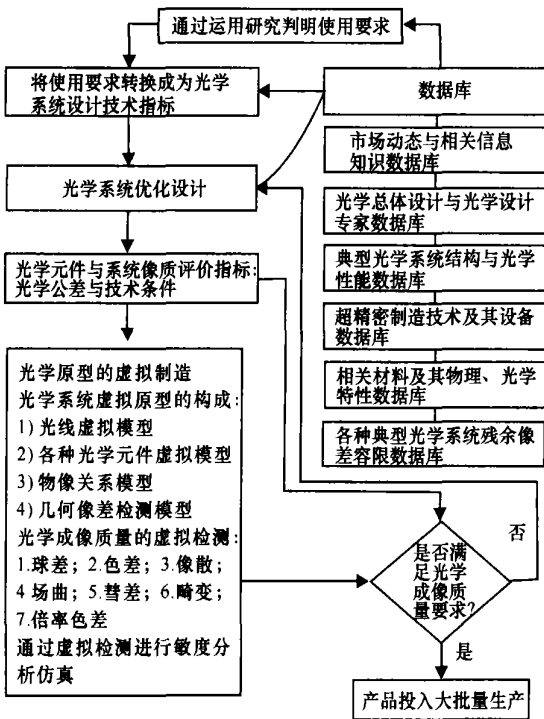 通过运用研究判明使用要求
将使用要求转换成为光学
系统设计技术指标
光学系统优化设计
光学元件与系统像质评价指标:
光学公差与技术条件
光学原型的虚拟制造
光学系统虚拟原型的构成:
1)光线虚拟模型
2)各种光学元件虚拟模型
3)物像关系模型
4)几何像差检测模型
光学成像质量的虚拟检测:
1.球差；2.色差；3.像散；
4 场曲；5.彗差；6.畸变；
7.倍率色差
通过虚拟检测进行敏度分
析仿真
数据库
市场动态与相关信息
知识数据库
光学总体设计与光学设计
专家数据库
典型光学系统结构与光学
性能数据库
超精密制造技术及其设备
数据库
相关材料及其物理、光学
特性数据库
各种典型光学系统残余像
差容限数据库
是否满
足光学
成像质
量要求?
否
是
产品投入大批量生产